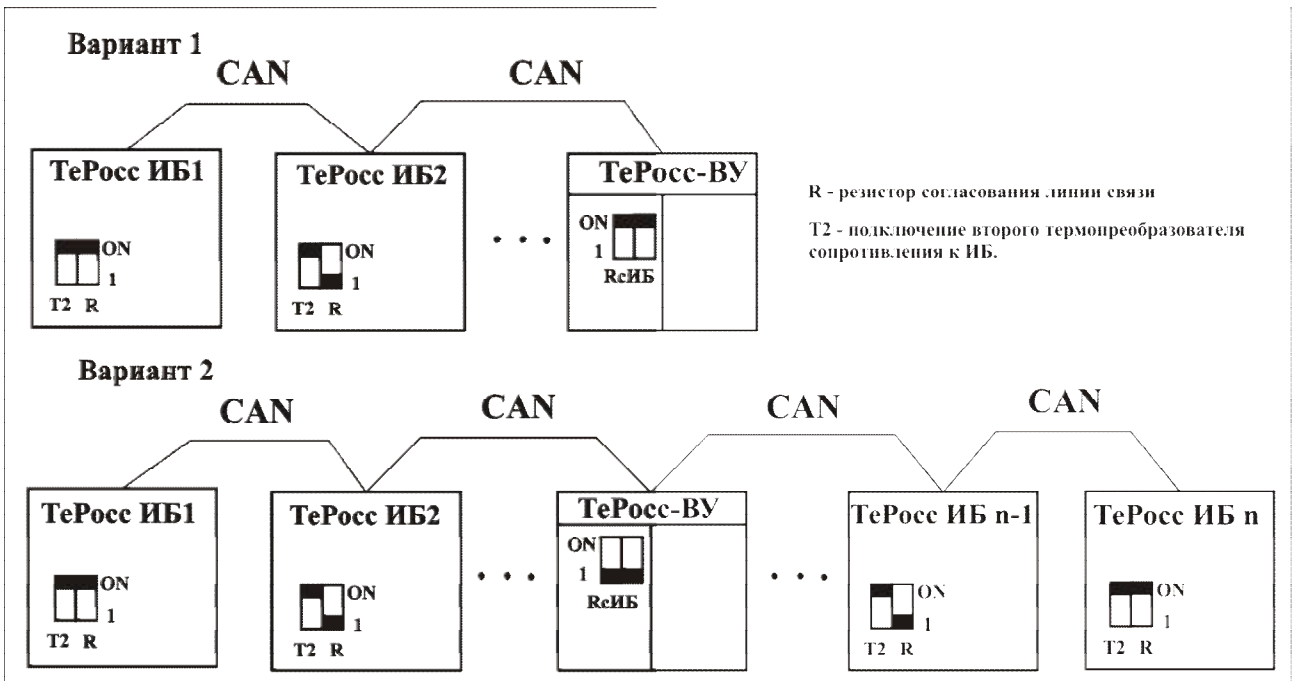 Вариант 1
CAN
CAN
ТеРосс ИБ1
ТеРосс ИБ2
ТеРосс-ВУ
R - резистор согласования линии связи
T2 - подключение второго термопреобразователя
сопротивления к ИБ.
ON
1
T2 R
ON
1
T2 R
• • •
ON
1
RсИБ
Вариант 2
CAN
CAN
CAN
CAN
ТеРосс ИБ1
ТеРосс ИБ2
ТеРосс-ВУ
ТеРосс ИБ n-1
ТеРосс ИБ n
ON
1
T2 R
ON
1
T2 R
• • •
ON
1
RсИБ
• • •
ON
1
T2 R
ON
1
T2 R